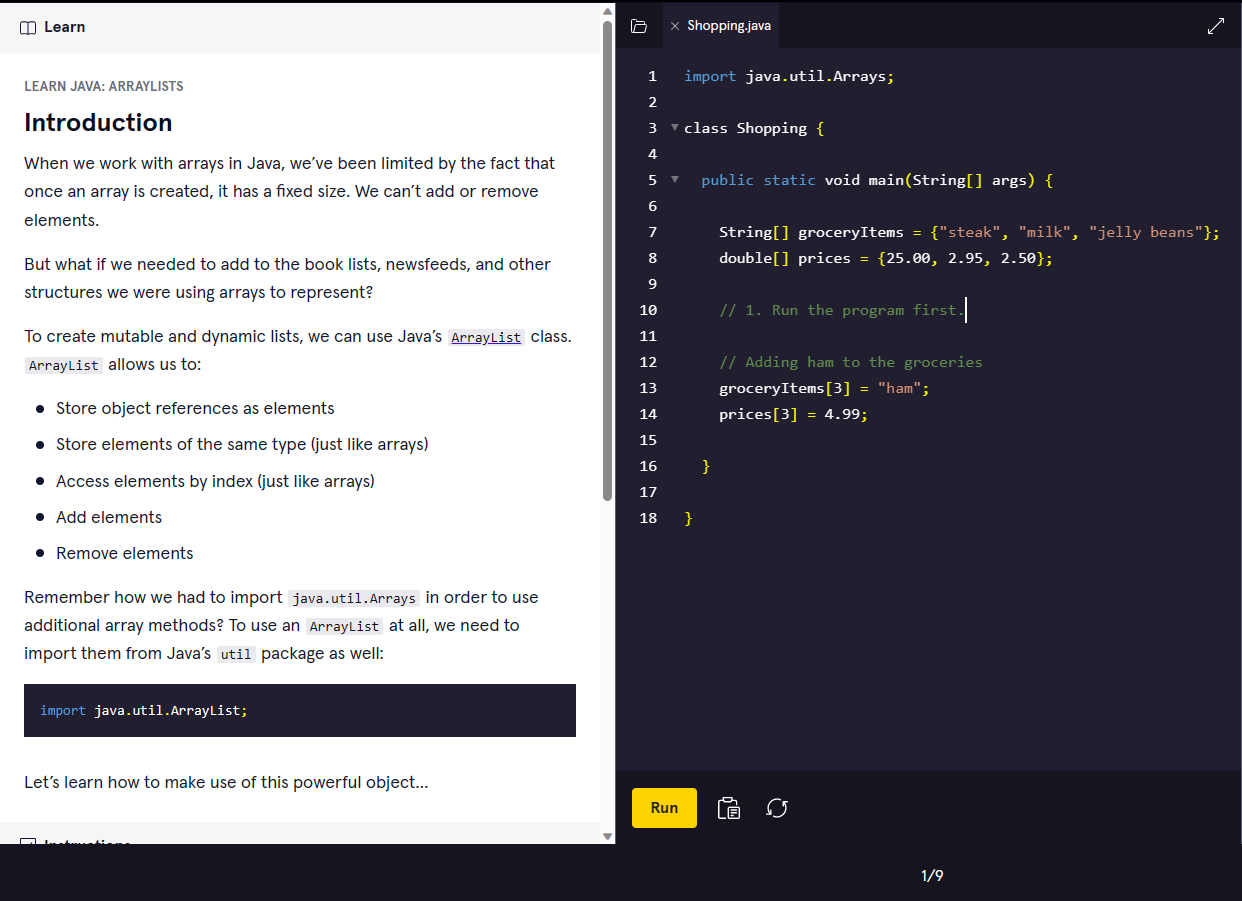 Learn
LEARN JAVA: ARRAYLISTS
Introduction
When we work with arrays in Java, we’ve been limited by the fact that
once an array is created, it has a fixed size. We can’t add or remove
elements.
But what if we needed to add to the book lists, newsfeeds, and other
structures we were using arrays to represent?
To create mutable and dynamic lists, we can use Java’s ArrayList class.
ArrayList allows us to:
Store object references as elements
Store elements of the same type (just like arrays)
Access elements by index (just like arrays)
Add elements
Remove elements
Remember how we had to import java.util.Arrays in order to use
additional array methods? To use an ArrayList at all, we need to
import them from Java’s util package as well:
import java.util.ArrayList;
Let’s learn how to make use of this powerful object…
Instructions
Shopping.java
1 import java.util.Arrays;
2
3 class Shopping {
4
5 public static void main(String[] args) {
6
7 String[] groceryItems = {"steak", "milk", "jelly beans"};
8 double[] prices = {25.00, 2.95, 2.50};
9
10 // 1. Run the program first.
11
12 // Adding ham to the groceries
13 groceryItems[3] = "ham";
14 prices[3] = 4.99;
15
16 }
17
18 }
Run
1/9